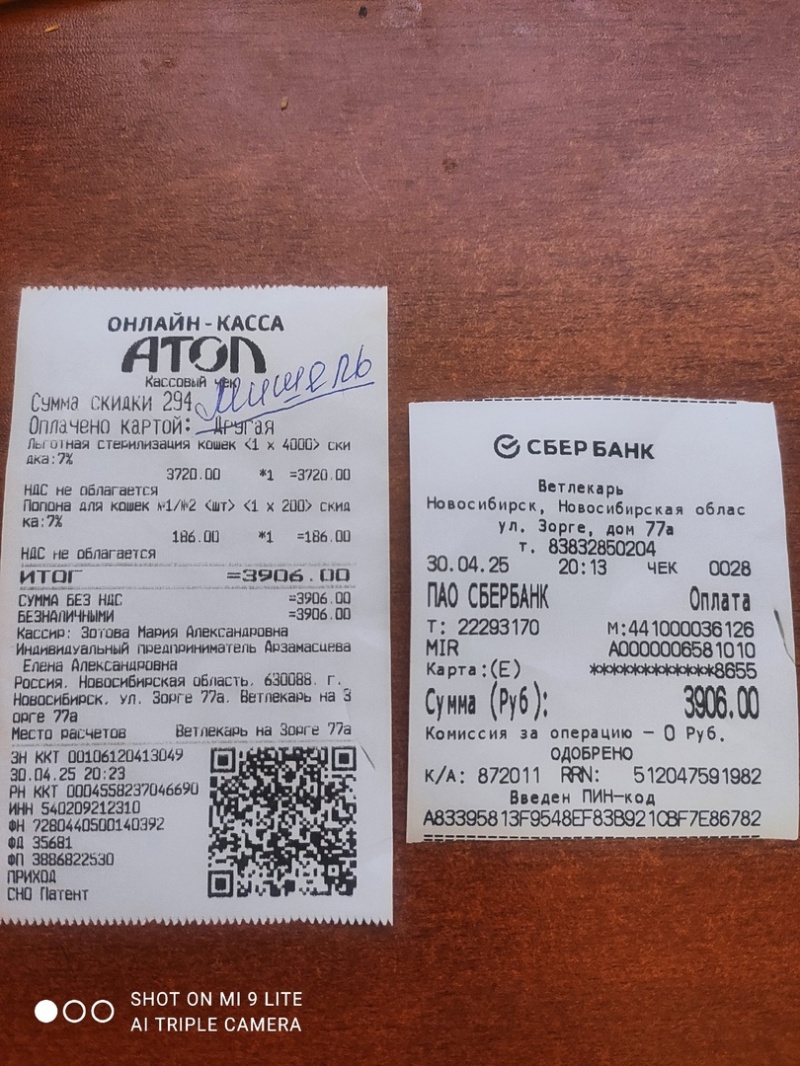 ОНЛАЙН-КАССА
АТОЛ
Кассовый чек
Мишель
Сумма скидки 294
Оплачено картой: Другая
Льготная стерилизация кошек <1 x 4000> ски
дка:7%
3720.00 *1 =3720.00
НДС не облагается
Попона для кошек №1/№2 <шт> <1 x 200> скид
ка:7%
186.00 *1 =186.00
НДС не облагается
ИТОГ =3906.00
СУММА БЕЗ НДС =3906.00
БЕЗНАЛИЧНЫМИ =3906.00
Кассир: Зотова Мария Александровна
Индивидуальный предприниматель Арзамасцева
Елена Александровна
Россия, Новосибирская область, 630088, г.
Новосибирск, ул. Зорге 77а. Ветлекарь на З
орге 77а
Место расчетов Ветлекарь на Зорге 77а
ЗН ККТ 00106120413049
30.04.25 20:23
РН ККТ 0004558237046690
ИНН 540209212310
ФН 7280440500140392
ФД 35681
ФП 3886822530
ПРИХОД
СНО Патент
СБЕР БАНК
Ветлекарь
Новосибирск, Новосибирская облас
ул. Зорге, дом 77а
т. 83832850204
30.04.25 20:13 ЧЕК 0028
ПАО СБЕРБАНК Оплата
Т: 22293170 М:441000036126
MIR A0000006581010
Карта:(E) ************8655
Сумма (Руб): 3906.00
Комиссия за операцию – 0 Руб.
ОДОБРЕНО
К/А: 872011 RRN: 512047591982
Введен ПИН-код
A83395813F9548EF83B921CBF7E86782
SHOT ON MI 9 LITE
AI TRIPLE CAMERA